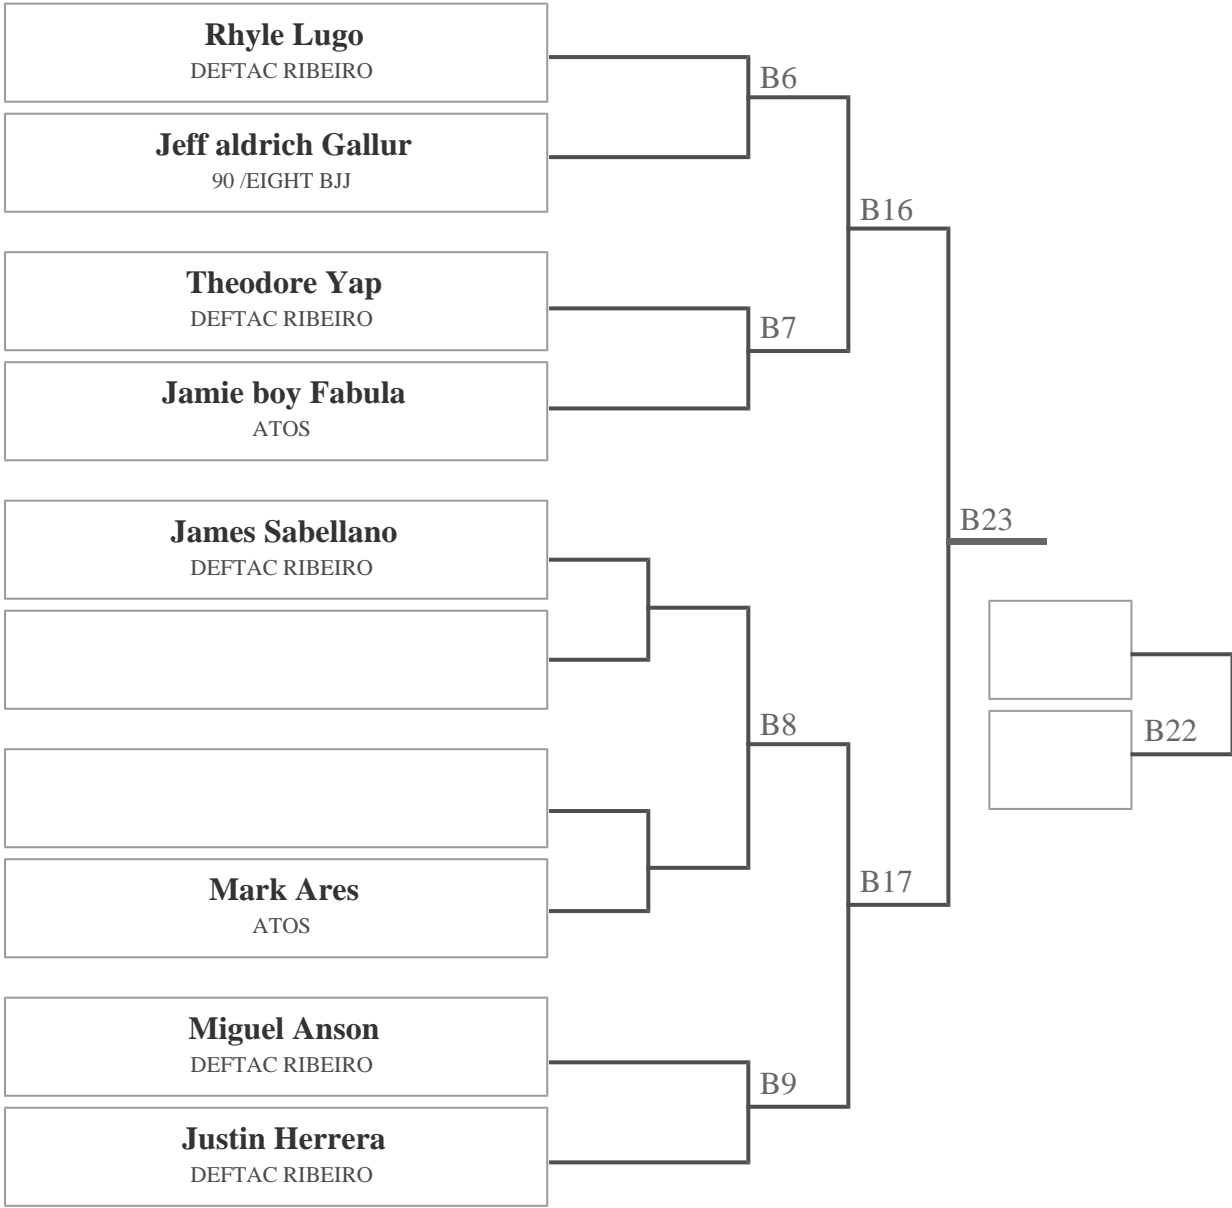 Rhyle Lugo
DEFTAC RIBEIRO
B6
Jeff aldrich Gallur
90 /EIGHT BJJ
B16
Theodore Yap
DEFTAC RIBEIRO
B7
Jamie boy Fabula
ATOS
James Sabellano
DEFTAC RIBEIRO
B23
B8
B22
Mark Ares
ATOS
B17
Miguel Anson
DEFTAC RIBEIRO
B9
Justin Herrera
DEFTAC RIBEIRO